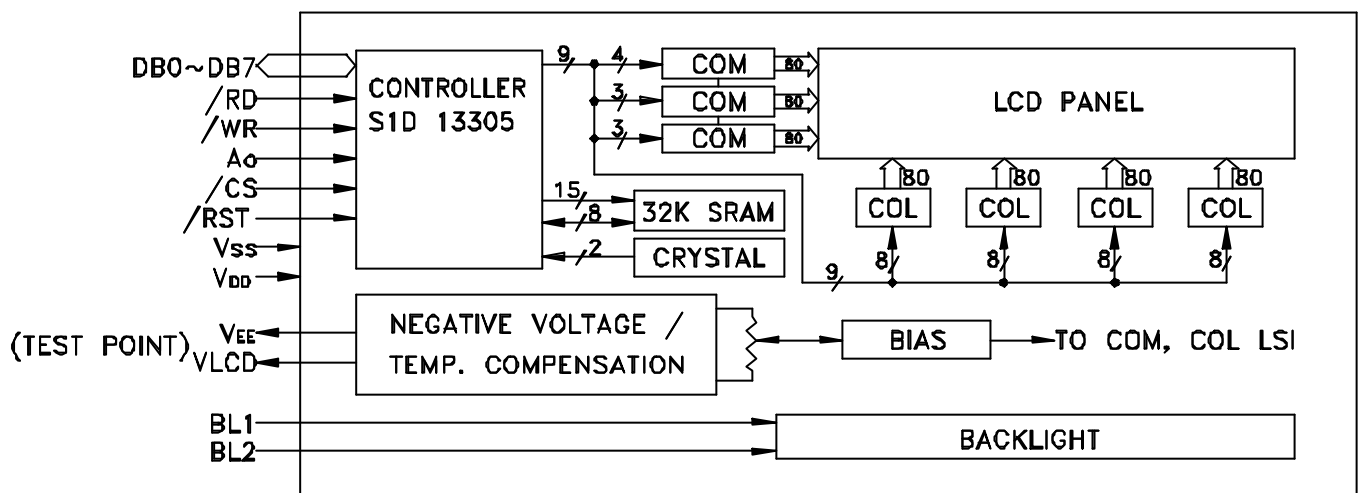 DB0~DB7
/RD
/WR
Ao
/CS
/RST
VSS
VDD
CONTROLLER
S1D 13305
9
4
3
3
COM
COM
COM
80
80
80
LCD PANEL
15
8
2
32K SRAM
CRYSTAL
80
80
80
80
COL
COL
COL
COL
8
8
8
8
9
(TEST POINT)
VEE
VLCD
NEGATIVE VOLTAGE /
TEMP. COMPENSATION
BIAS
TO COM, COL LSI
BL1
BL2
BACKLIGHT